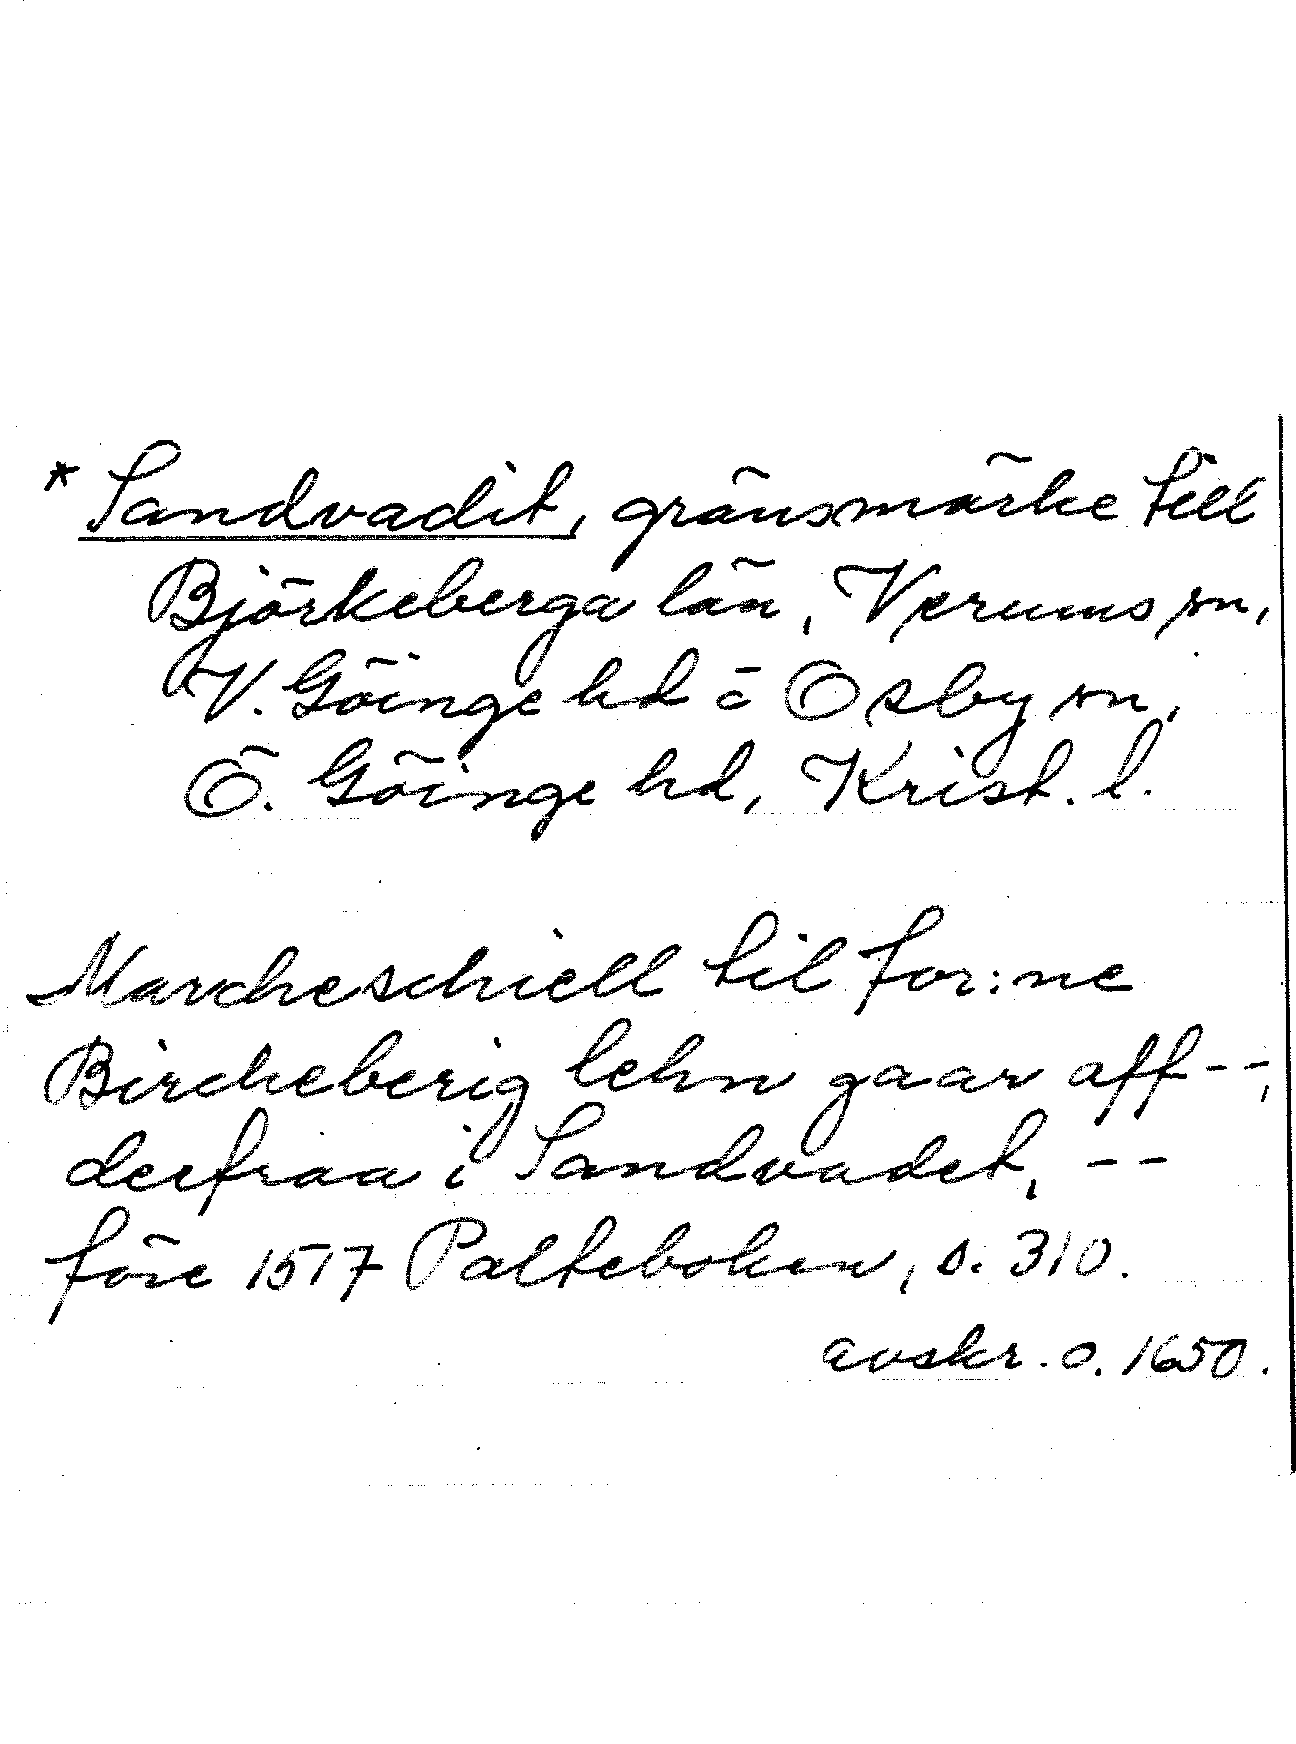 * Sandvadit, gränsmärke till
Björkeberga län, Verums sn,
V. Göinge hd o Osby sn,
Ö. Göinge hd, Krist. l.
Marcheschiell til for:ne
Bircheberig lehn gaar aff --,
derfraa i Sandvadet, --
före 1517 Palteboken, s. 310.
avskr. o. 1650.